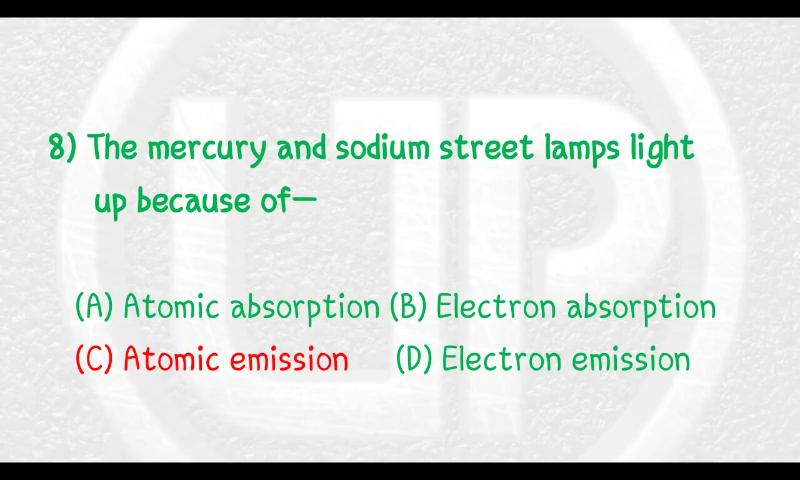 8) The mercury and sodium street lamps light
up because of—
(A) Atomic absorption (B) Electron absorption
(C) Atomic emission (D) Electron emission